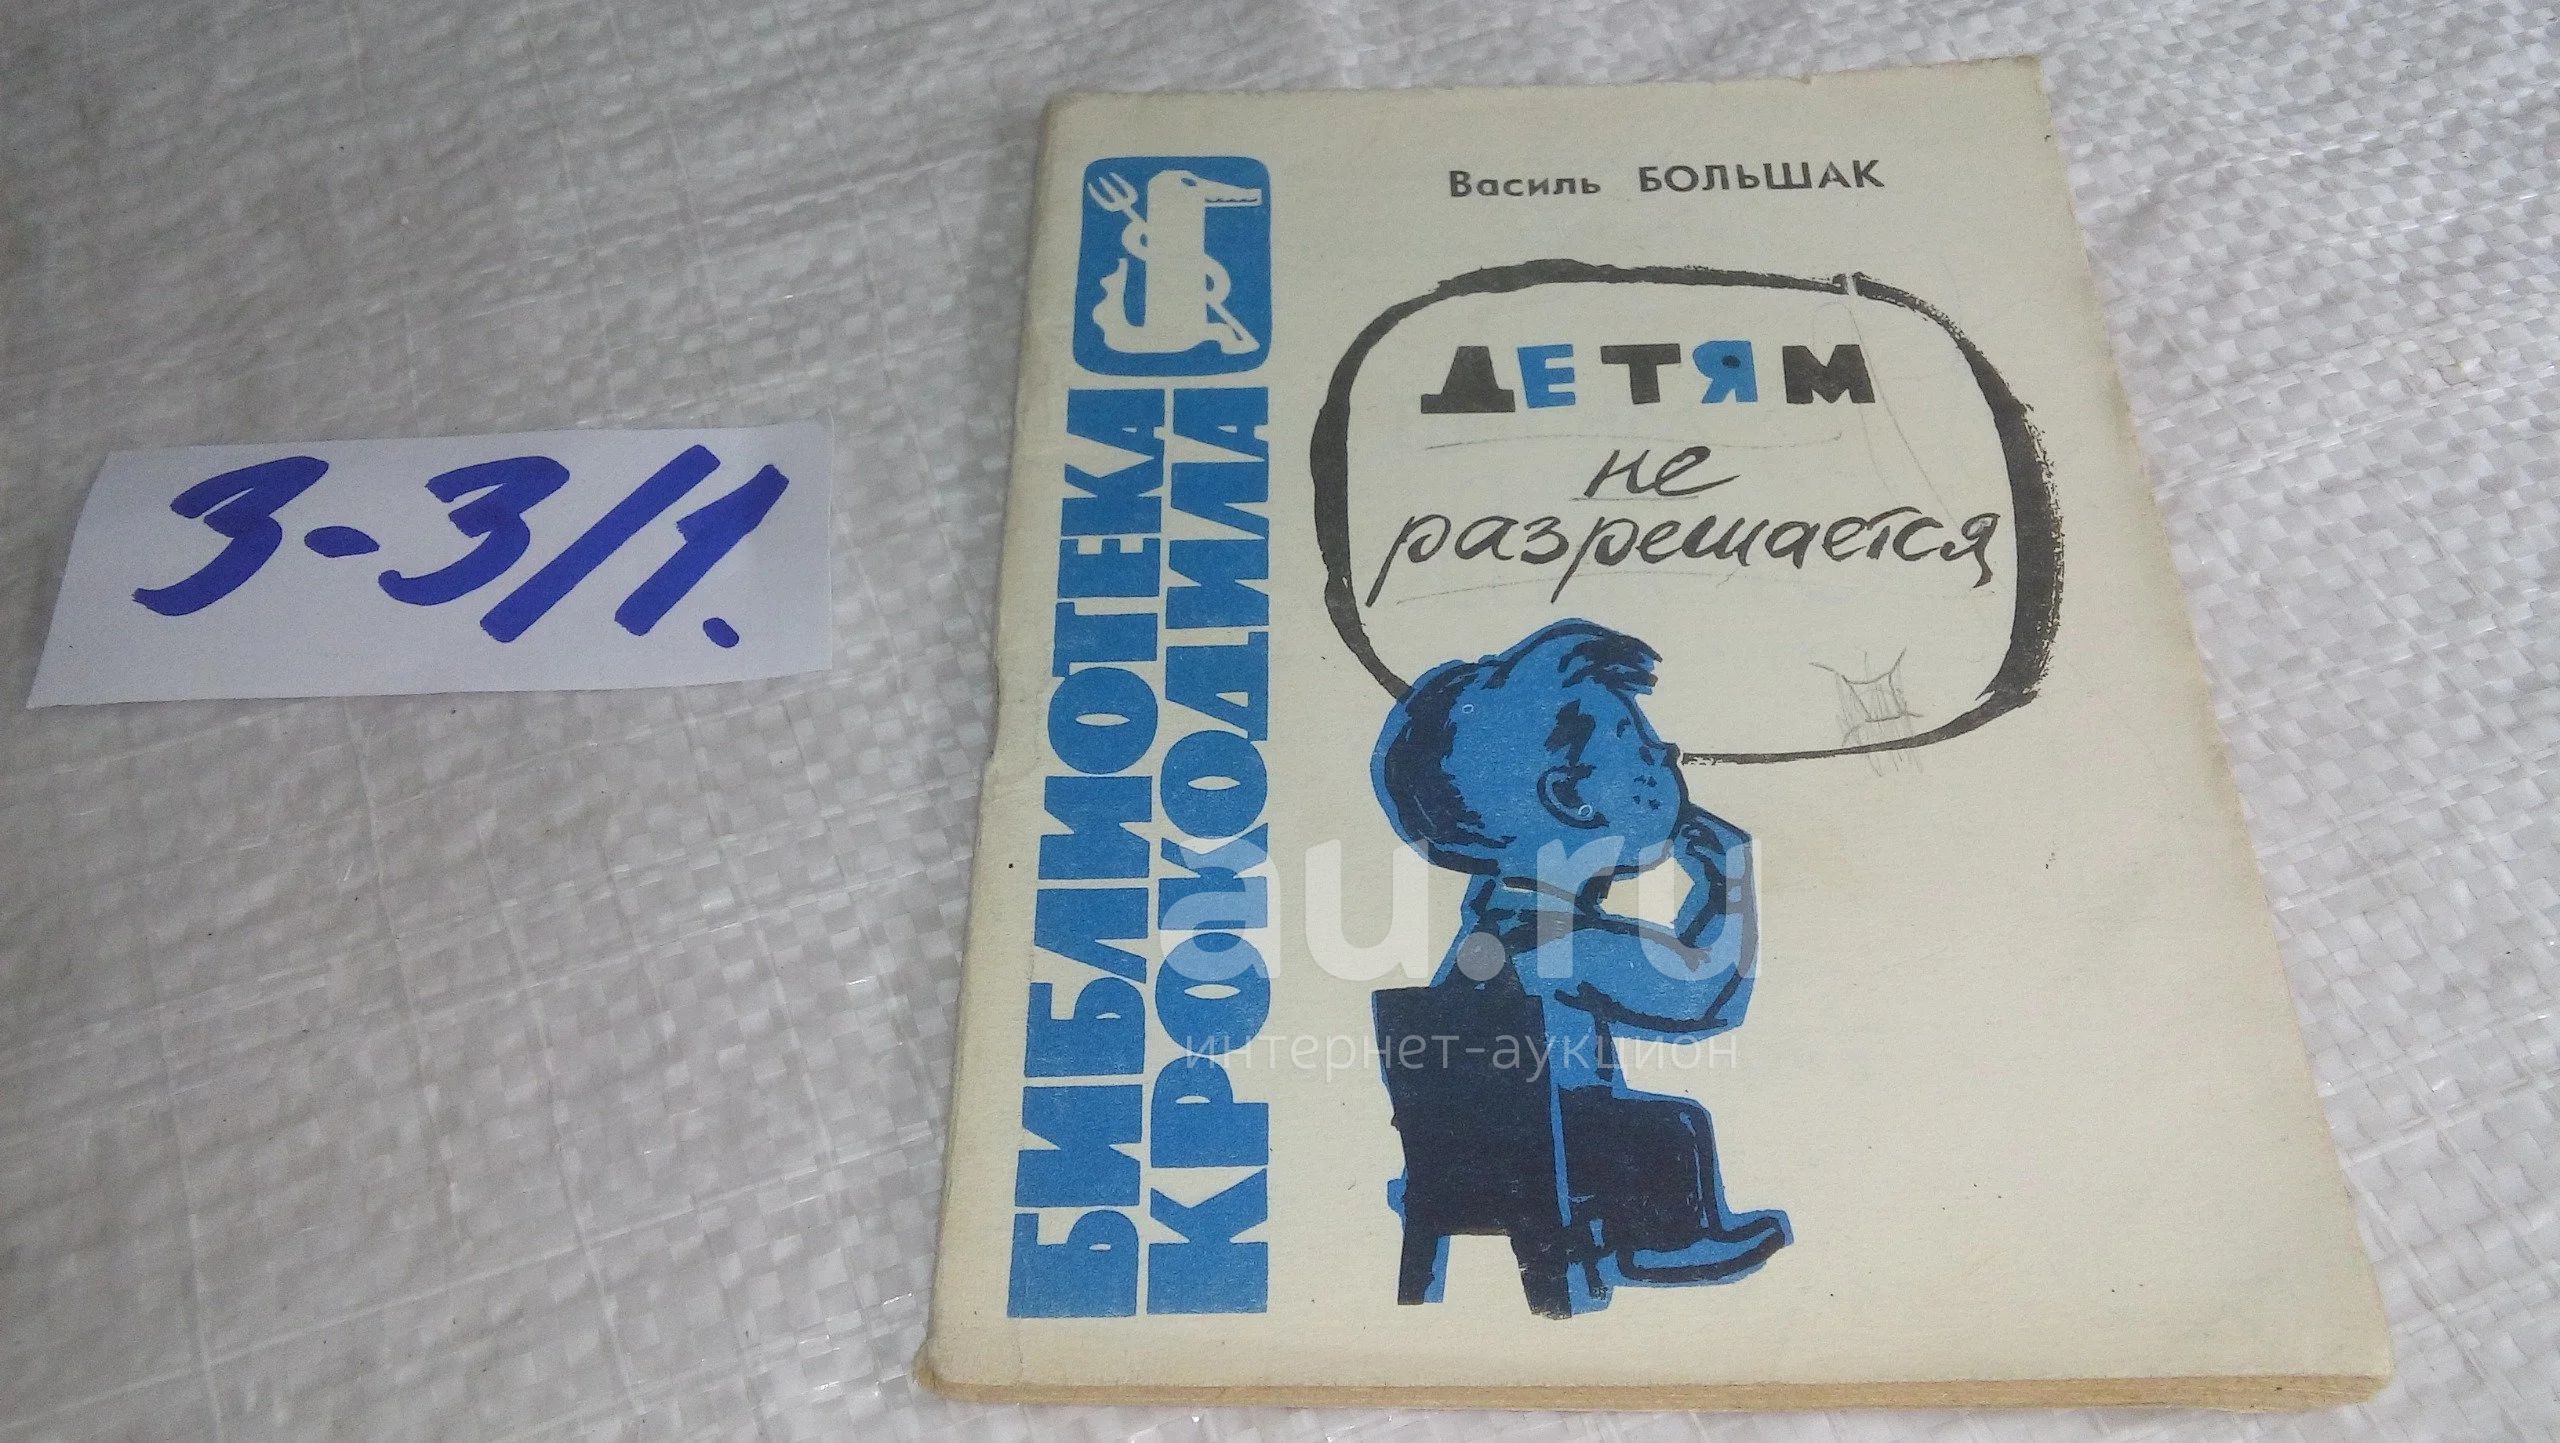 3-3/1.
БИБЛИОТЕКА
КРОКОДИЛА
Василь БОЛЬШАК
ДЕТЯМ
не
разрешается
au.ru
интернет-аукцион